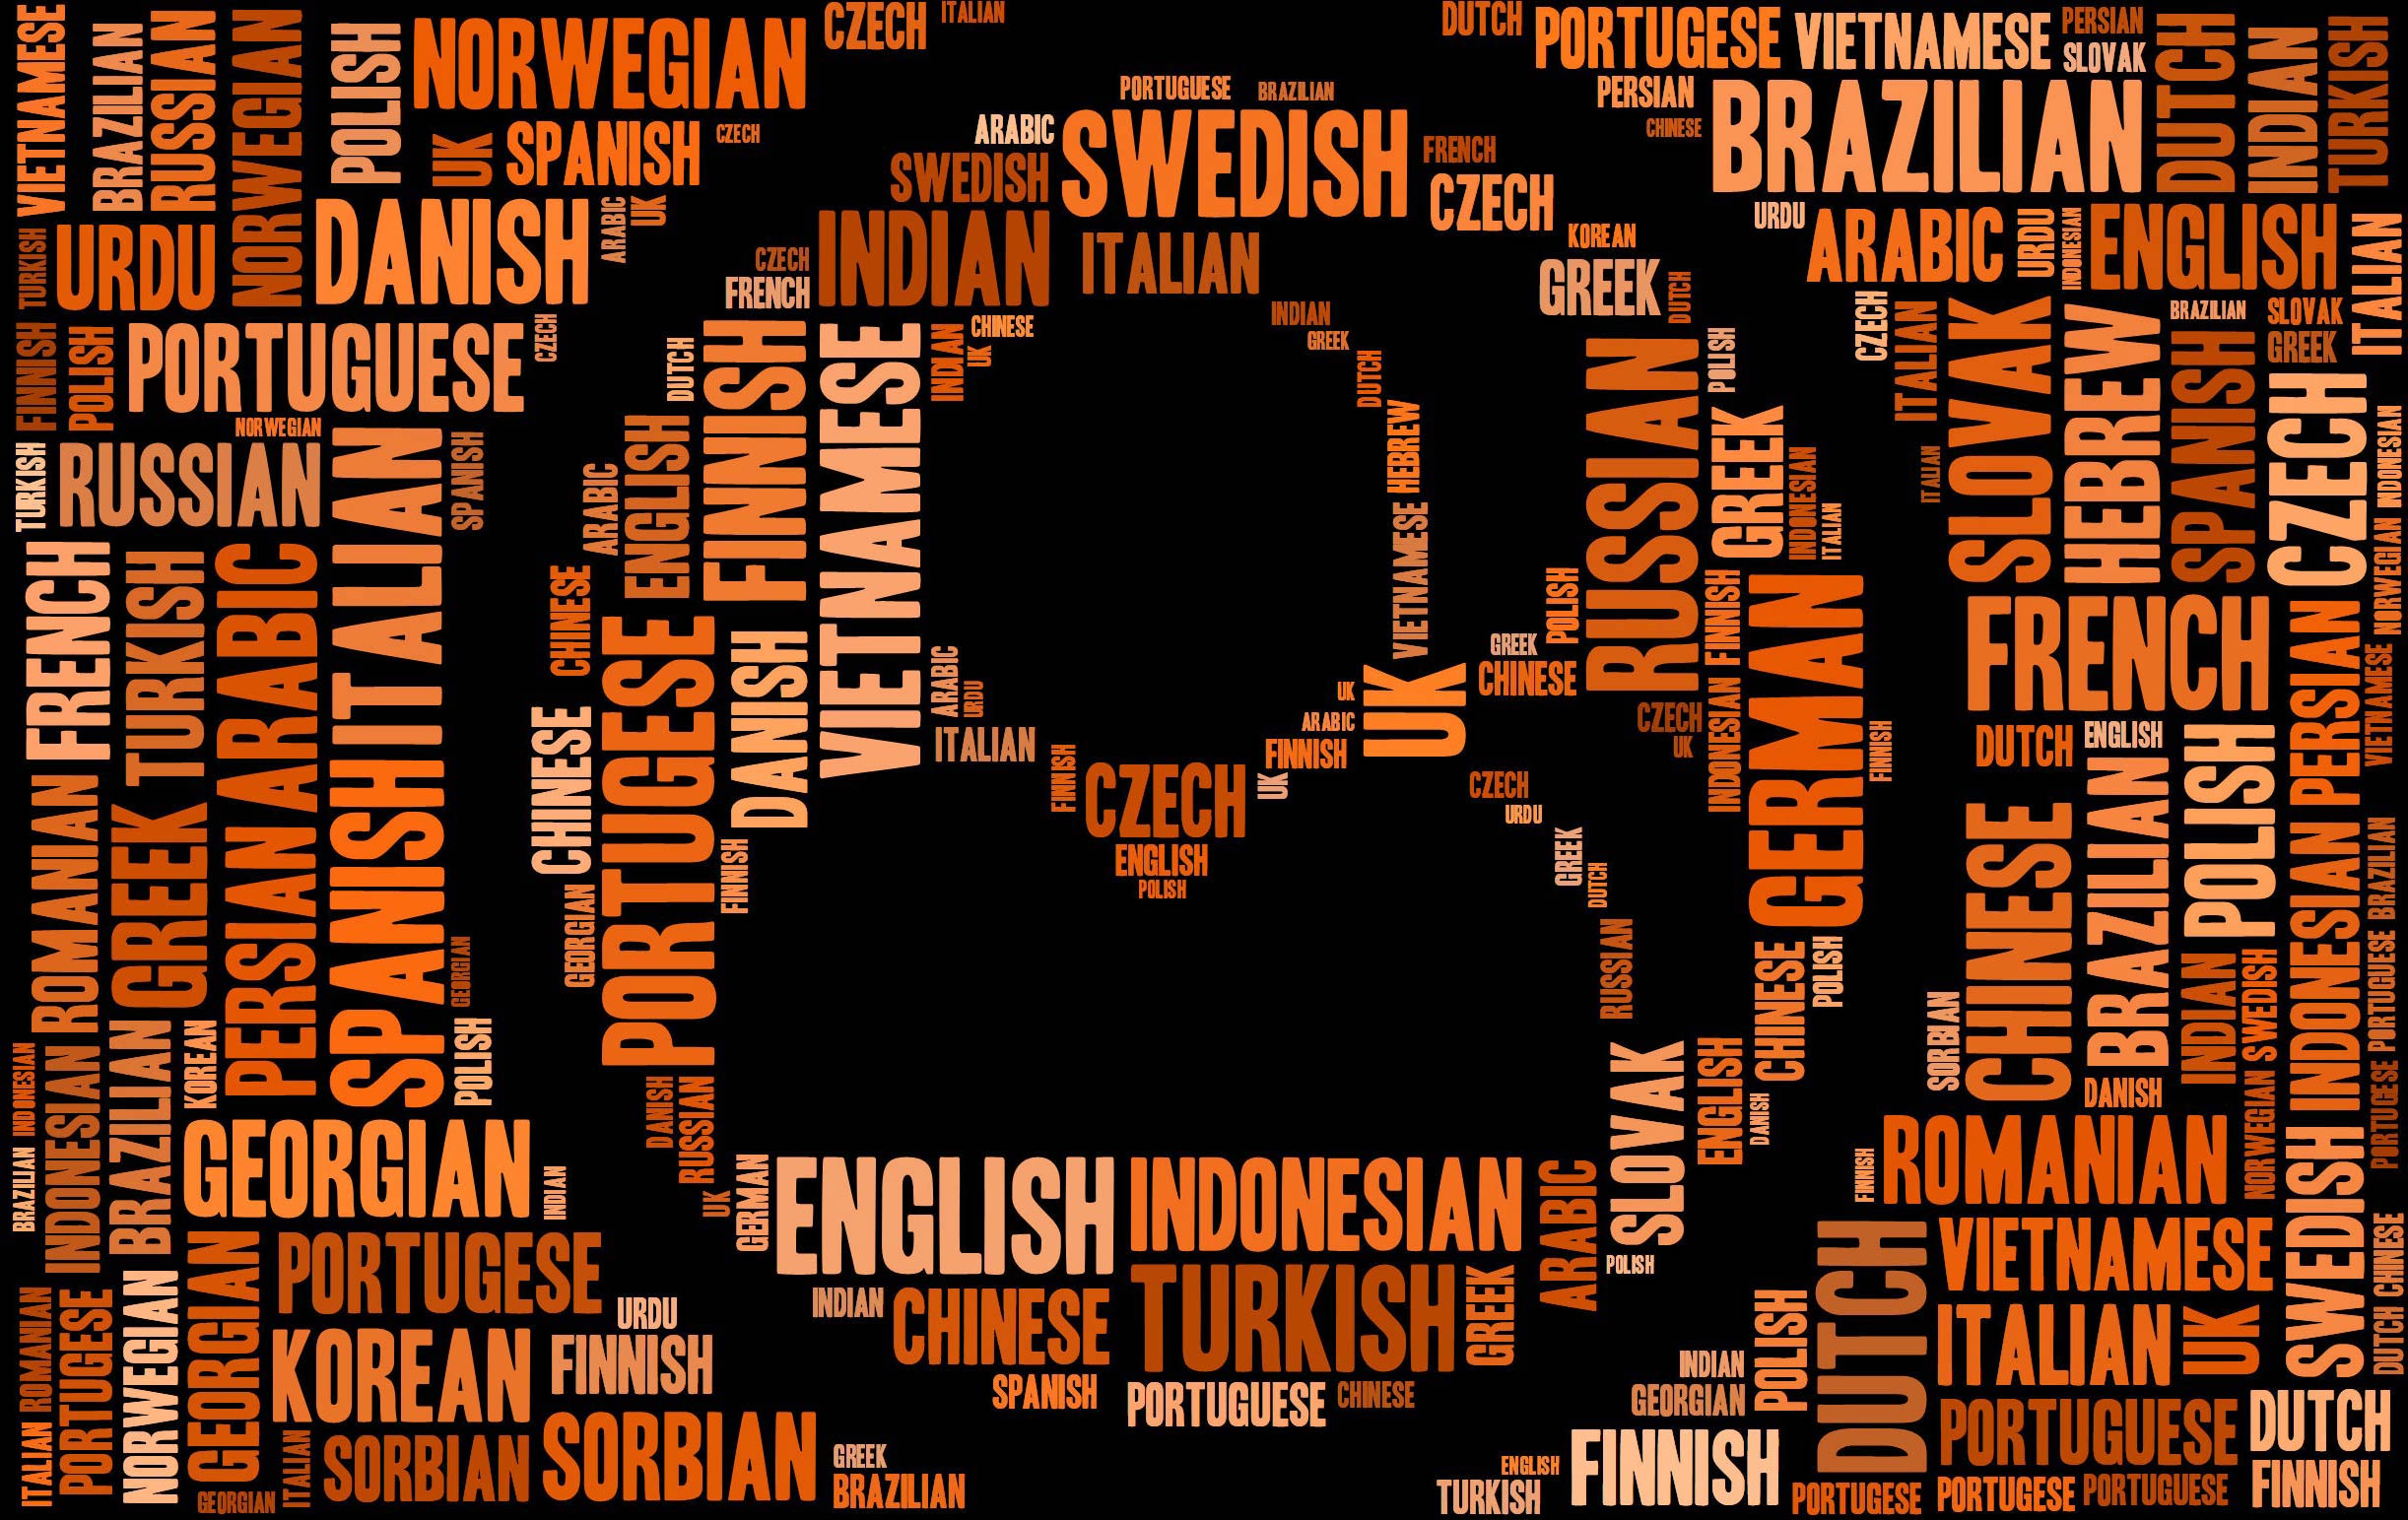 VIETNAMESE
BRAZILIAN
RUSSIAN
NORWEGIAN
POLISH
NORWEGIAN
CZECH
ITALIAN
DUTCH
PORTUGESE
VIETNAMESE
PERSIAN
SLOVAK
DUTCH
INDIAN
TURKISH
UK
SPANISH
CZECH
PORTUGUESE
BRAZILIAN
PERSIAN
CHINESE
BRAZILIAN
ARABIC
SWEDISH
SWEDISH
FRENCH
CZECH
TURKISH
URDU
DANISH
ARABIC
UK
CZECH
FRENCH
INDIAN
ITALIAN
KOREAN
GREEK
DUTCH
URDU
ARABIC
URDU
INDONESIAN
ENGLISH
ITALIAN
FINNISH
POLISH
PORTUGUESE
CZECH
DUTCH
FINNISH
VIETNAMESE
INDIAN
UK
CHINESE
INDIAN
GREEK
DUTCH
HEBREW
VIETNAMESE
RUSSIAN
POLISH
GREEK
INDONESIAN
ITALIAN
CZECH
ITALIAN
ITALIAN
SLOVAK
HEBREW
BRAZILIAN
SPANISH
SLOVAK
GREEK
CZECH
INDONESIAN
NORWEGIAN
NORWEGIAN
TURKISH
RUSSIAN
ITALIAN
SPANISH
ARABIC
ENGLISH
FRENCH
TURKISH
ARABIC
CHINESE
PORTUGESE
DANISH
ARABIC
URDU
ITALIAN
POLISH
GREEK
CHINESE
UK
UK
ARABIC
FINNISH
UK
FINNISH
CZECH
ENGLISH
POLISH
CZECH
UK
FINNISH
INDONESIAN
GERMAN
FINNISH
FRENCH
PERSIAN
VIETNAMESE
DUTCH
ENGLISH
POLISH
ROMANIAN
GREEK
PERSIAN
SPANISH
GEORGIAN
POLISH
CHINESE
GEORGIAN
FINNISH
CZECH
URDU
GREEK
DUTCH
RUSSIAN
CHINESE
POLISH
SORBIAN
CHINESE
BRAZILIAN
INDIAN
SWEDISH
INDONESIAN
BRAZILIAN
PORTUGUESE
INDONESIAN
BRAZILIAN
INDONESIAN
BRAZILIAN
KOREAN
GEORGIAN
INDIAN
DANISH
RUSSIAN
UK
GERMAN
ENGLISH
INDONESIAN
ARABIC
SLOVAK
POLISH
ENGLISH
DANISH
DANISH
FINNISH
ROMANIAN
NORWEGIAN
SWEDISH
PORTUGESE
ROMANIAN
ITALIAN
PORTUGESE
NORWEGIAN
GEORGIAN
PORTUGESE
URDU
KOREAN
FINNISH
INDIAN
CHINESE
TURKISH
GREEK
SPANISH
PORTUGUESE
CHINESE
INDIAN
GEORGIAN
POLISH
DUTCH
VIETNAMESE
ITALIAN
UK
CHINESE
DUTCH
GEORGIAN
ITALIAN
SORBIAN
SORBIAN
GREEK
BRAZILIAN
ENGLISH
TURKISH
FINNISH
PORTUGESE
PORTUGUESE
PORTUGESE
PORTUGUESE
DUTCH
FINNISH